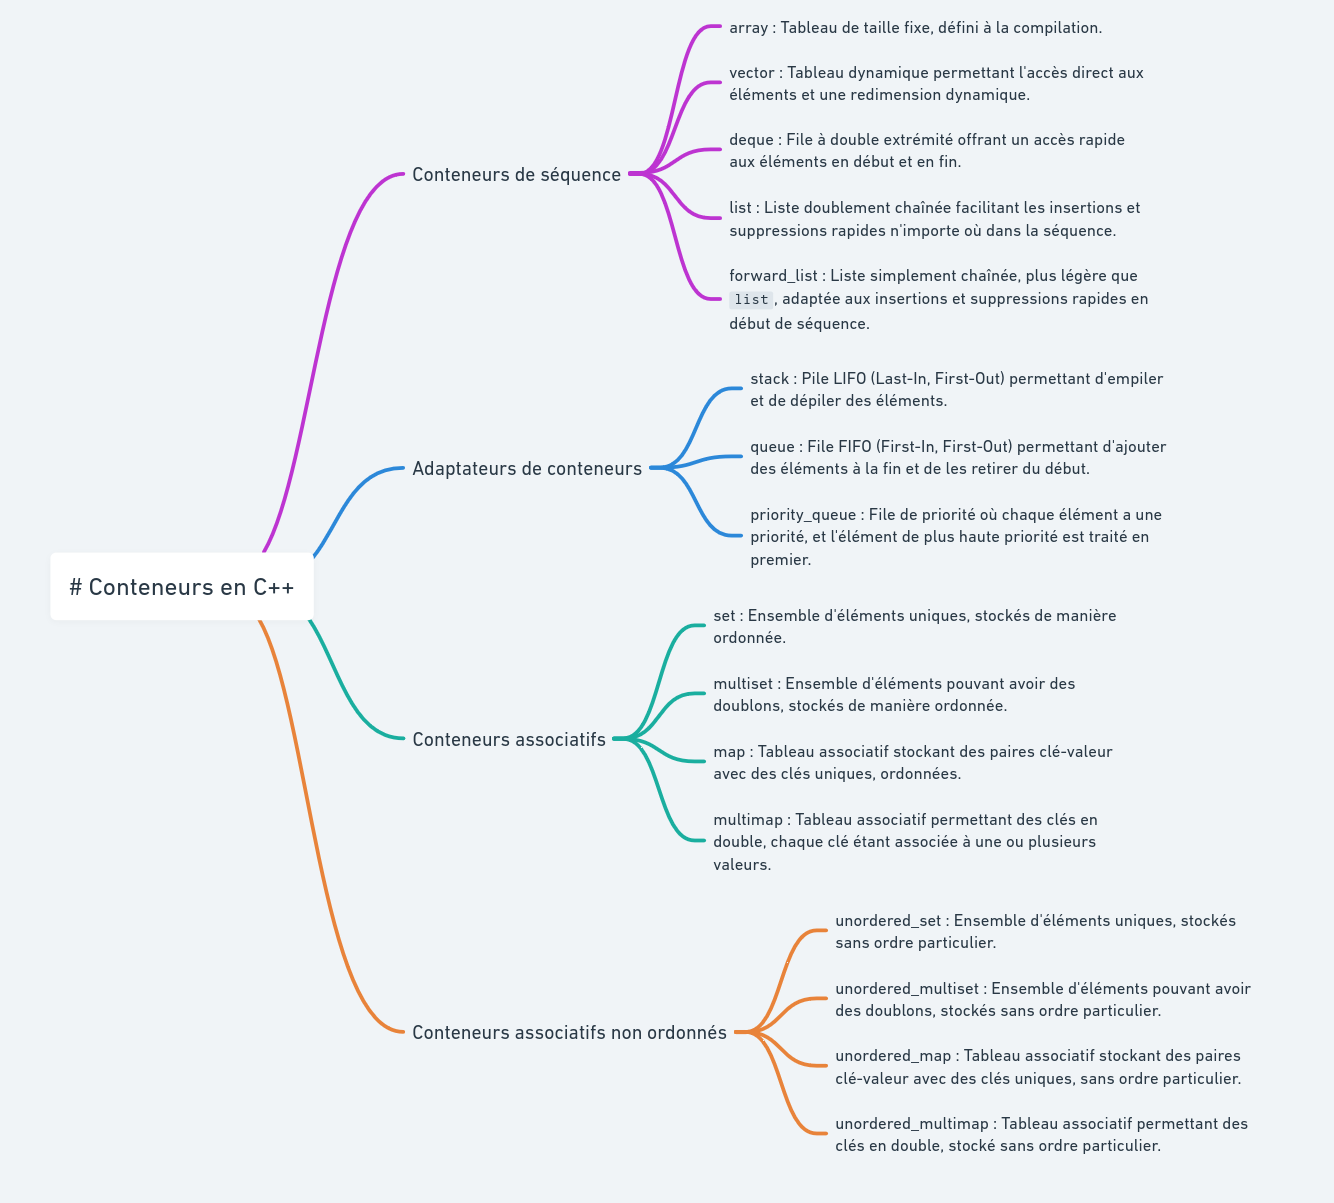 # Conteneurs en C++
Conteneurs de séquence
array : Tableau de taille fixe, défini à la compilation.
vector : Tableau dynamique permettant l'accès direct aux
éléments et une redimension dynamique.
deque : File à double extrémité offrant un accès rapide
aux éléments en début et en fin.
list : Liste doublement chaînée facilitant les insertions et
suppressions rapides n'importe où dans la séquence.
forward_list : Liste simplement chaînée, plus légère que
list, adaptée aux insertions et suppressions rapides en
début de séquence.
Adaptateurs de conteneurs
stack : Pile LIFO (Last-In, First-Out) permettant d'empiler
et de dépiler des éléments.
queue : File FIFO (First-In, First-Out) permettant d'ajouter
des éléments à la fin et de les retirer du début.
priority_queue : File de priorité où chaque élément a une
priorité, et l'élément de plus haute priorité est traité en
premier.
Conteneurs associatifs
set : Ensemble d'éléments uniques, stockés de manière
ordonnée.
multiset : Ensemble d'éléments pouvant avoir des
doublons, stockés de manière ordonnée.
map : Tableau associatif stockant des paires clé-valeur
avec des clés uniques, ordonnées.
multimap : Tableau associatif permettant des clés en
double, chaque clé étant associée à une ou plusieurs
valeurs.
Conteneurs associatifs non ordonnés
unordered_set : Ensemble d'éléments uniques, stockés
sans ordre particulier.
unordered_multiset : Ensemble d'éléments pouvant avoir
des doublons, stockés sans ordre particulier.
unordered_map : Tableau associatif stockant des paires
clé-valeur avec des clés uniques, sans ordre particulier.
unordered_multimap : Tableau associatif permettant des
clés en double, stocké sans ordre particulier.